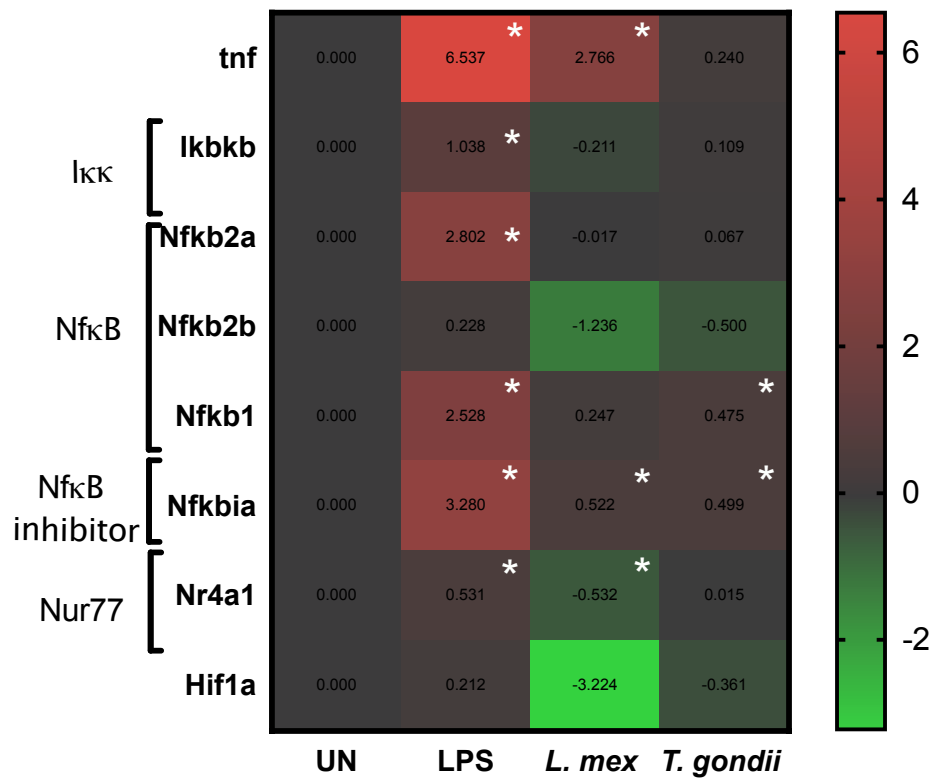 tnf 0.000 6.537 * 2.766 * 0.240
Iκκ Ikbkb 0.000 1.038 * -0.211 0.109
Nfkb2a 0.000 2.802 * -0.017 0.067
NfκB Nfkb2b 0.000 0.228 -1.236 -0.500
Nfkb1 0.000 2.528 * 0.247 0.475 *
NfκB
inhibitor
Nfkbia 0.000 3.280 * 0.522 * 0.499 *
Nur77 Nr4a1 0.000 0.531 * -0.532 * 0.015
Hif1a 0.000 0.212 -3.224 -0.361
UN LPS L. mex T. gondii
6
4
2
0
-2